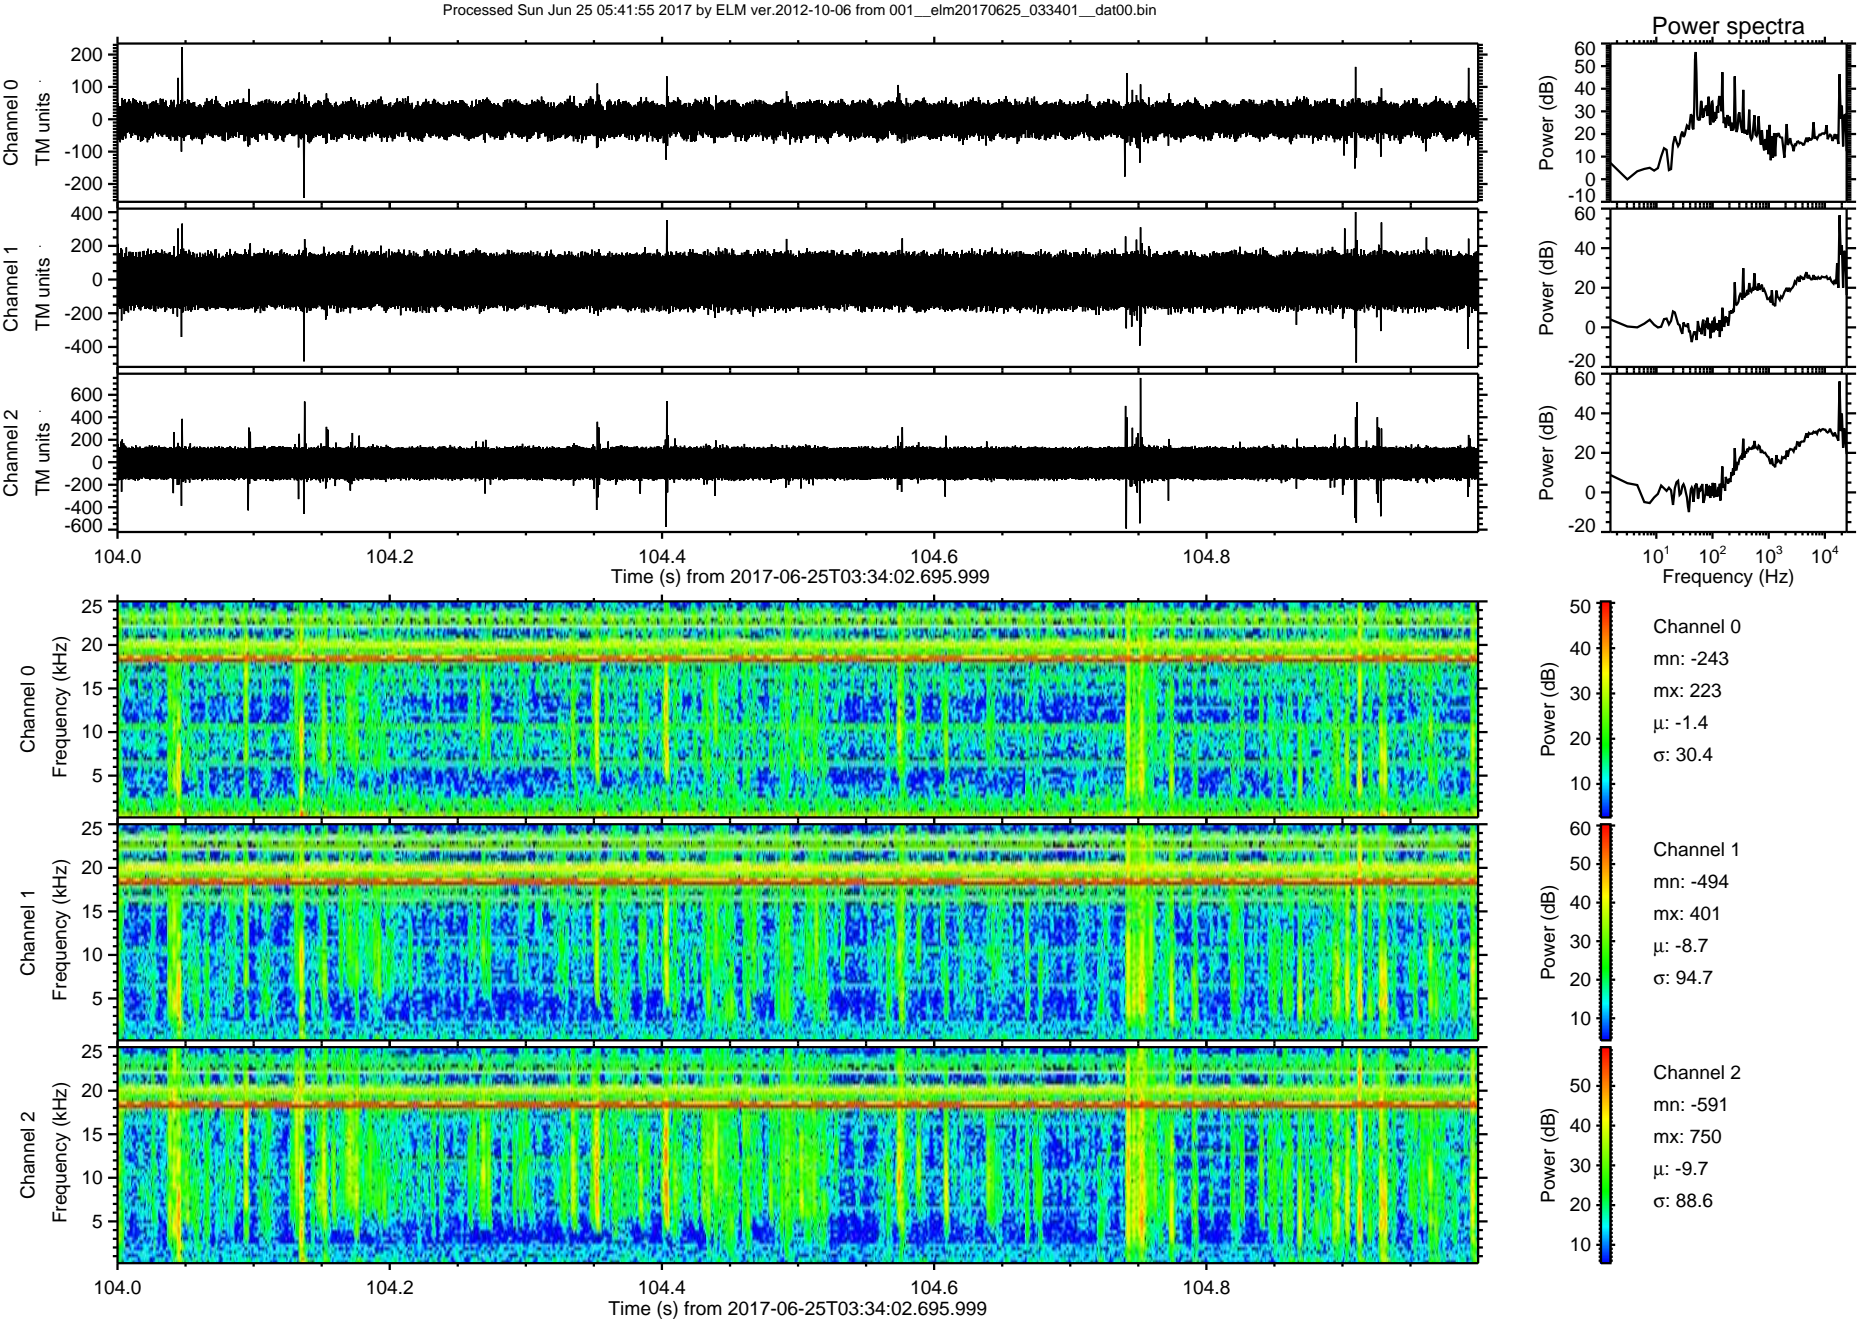 Processed Sun Jun 25 05:41:55 2017 by ELM ver.2012-10-06 from 001__elm20170625_033401__dat00.bin
Power spectra
Channel 0
TM units
200
100
0
-100
-200
Power (dB)
60
50
40
30
20
10
0
-10
Channel 1
TM units
400
200
0
-200
-400
Power (dB)
60
40
20
0
-20
Channel 2
TM units
600
400
200
0
-200
-400
-600
Power (dB)
60
40
20
0
-20
104.0 104.2 104.4 104.6 104.8
Time (s) from 2017-06-25T03:34:02.695.999
10¹ 10² 10³ 10⁴
Frequency (Hz)
Channel 0
Frequency (kHz)
25
20
15
10
5
Power (dB)
50
40
30
20
10
Channel 0
mn: -243
mx: 223
µ: -1.4
σ: 30.4
Channel 1
Frequency (kHz)
25
20
15
10
5
Power (dB)
60
50
40
30
20
10
Channel 1
mn: -494
mx: 401
µ: -8.7
σ: 94.7
Channel 2
Frequency (kHz)
25
20
15
10
5
Power (dB)
50
40
30
20
10
Channel 2
mn: -591
mx: 750
µ: -9.7
σ: 88.6
104.0 104.2 104.4 104.6 104.8
Time (s) from 2017-06-25T03:34:02.695.999